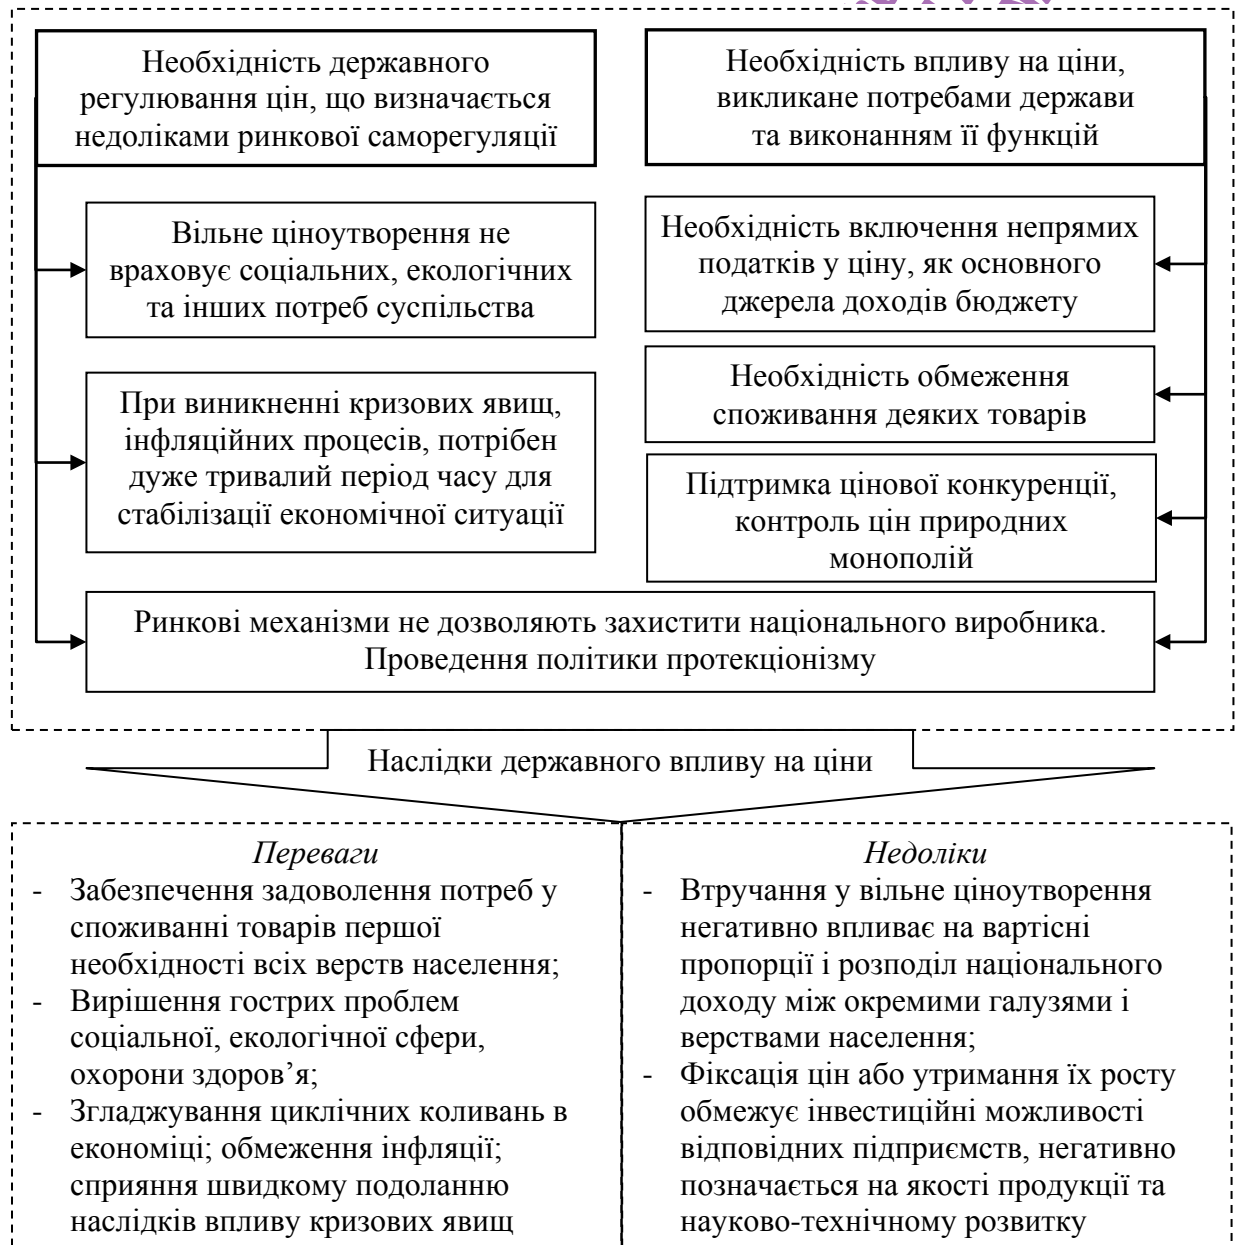 Необхідність державного
регулювання цін, що визначається
недоліками ринкової саморегуляції
Необхідність впливу на ціни,
викликане потребами держави
та виконанням її функцій
Вільне ціноутворення не
враховує соціальних, екологічних
та інших потреб суспільства
При виникненні кризових явищ,
інфляційних процесів, потрібен
дуже тривалий період часу для
стабілізації економічної ситуації
Необхідність включення непрямих
податків у ціну, як основного
джерела доходів бюджету
Необхідність обмеження
споживання деяких товарів
Підтримка цінової конкуренції,
контроль цін природних
монополій
Ринкові механізми не дозволяють захистити національного виробника.
Проведення політики протекціонізму
Наслідки державного впливу на ціни
Переваги
- Забезпечення задоволення потреб у
споживанні товарів першої
необхідності всіх верств населення;
- Вирішення гострих проблем
соціальної, екологічної сфери,
охорони здоров’я;
- Згладжування циклічних коливань в
економіці; обмеження інфляції;
сприяння швидкому подоланню
наслідків впливу кризових явищ
Недоліки
- Втручання у вільне ціноутворення
негативно впливає на вартісні
пропорції і розподіл національного
доходу між окремими галузями і
верствами населення;
- Фіксація цін або утримання їх росту
обмежує інвестиційні можливості
відповідних підприємств, негативно
позначається на якості продукції та
науково-технічному розвитку